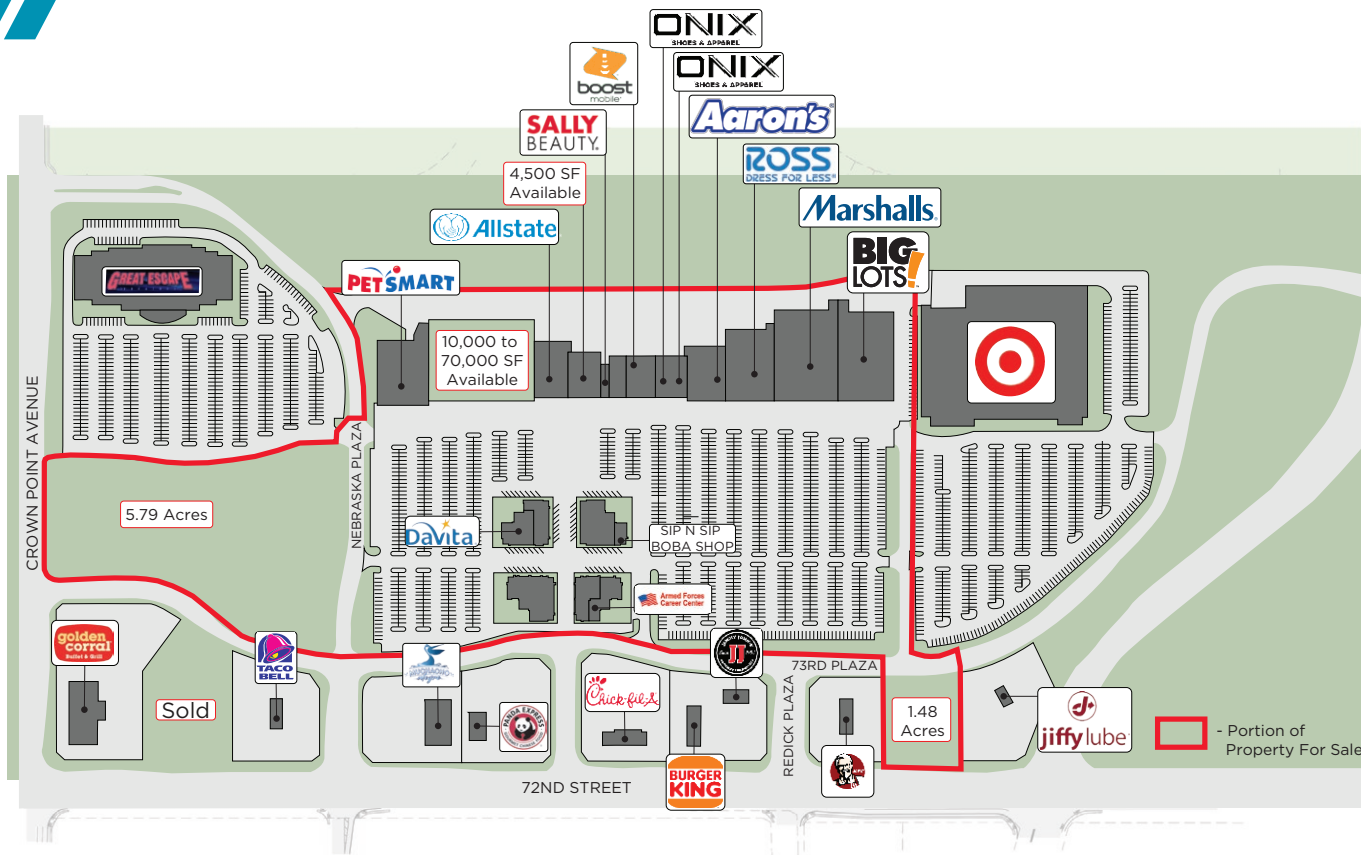 ONIX
SHOES & APPAREL
boost
mobile
ONIX
SHOES & APPAREL
SALLY
BEAUTY.
Aaron's
4,500 SF
Available
ROSS
DRESS FOR LESS®
Allstate
Marshalls.
BIG
LOTS!
GREAT ESCAPE
PETSMART
10,000 to
70,000 SF
Available
CROWN POINT AVENUE
NEBRASKA PLAZA
5.79 Acres
DaVita
SIP N SIP
BOBA SHOP
Armed Forces
Career Center
golden
corral
Buffet & Grill
TACO
BELL
Sold
PANDA EXPRESS
Chick-fil-A
JJ
73RD PLAZA
REDICK PLAZA
1.48
Acres
jiffy lube
- Portion of
Property For Sale
BURGER
KING
KFC
72ND STREET